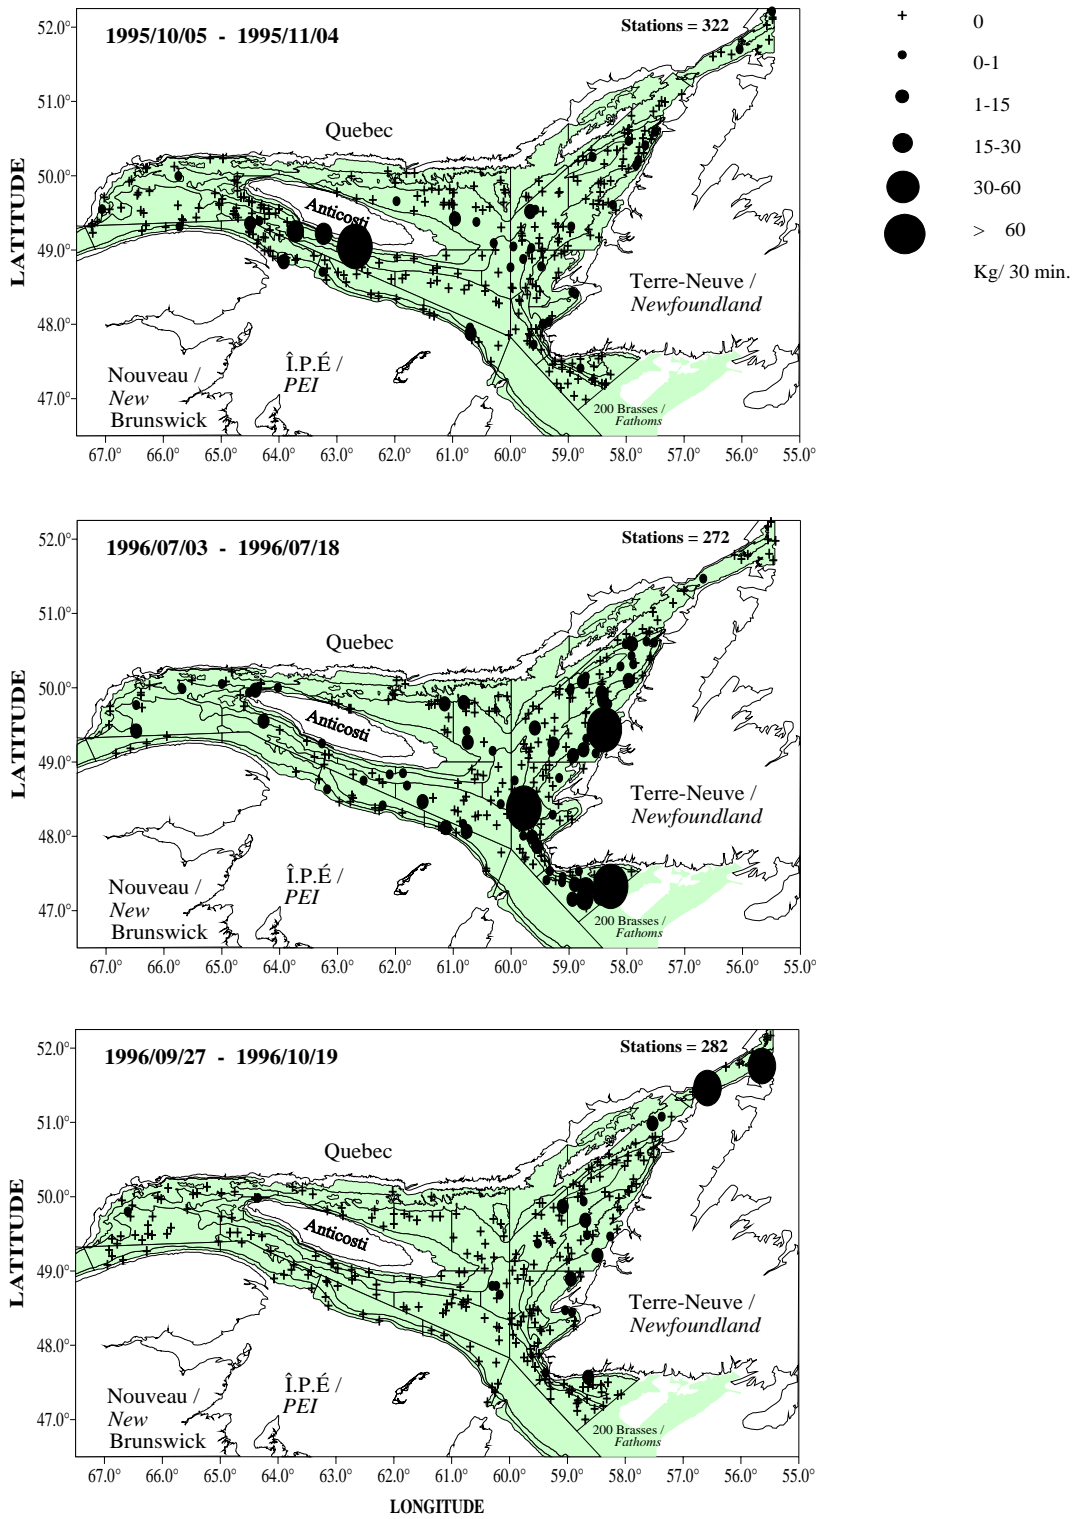 1995/10/05 - 1995/11/04
Stations = 322
Quebec
Anticosti
Terre-Neuve /
Newfoundland
Î.P.É /
PEI
Nouveau /
New
Brunswick
200 Brasses /
Fathoms
LATITUDE
52.0°
51.0°
50.0°
49.0°
48.0°
47.0°
67.0° 66.0° 65.0° 64.0° 63.0° 62.0° 61.0° 60.0° 59.0° 58.0° 57.0° 56.0° 55.0°
0
0-1
1-15
15-30
30-60
> 60
Kg/ 30 min.
1996/07/03 - 1996/07/18
Stations = 272
Quebec
Anticosti
Terre-Neuve /
Newfoundland
Î.P.É /
PEI
Nouveau /
New
Brunswick
200 Brasses /
Fathoms
LATITUDE
52.0°
51.0°
50.0°
49.0°
48.0°
47.0°
67.0° 66.0° 65.0° 64.0° 63.0° 62.0° 61.0° 60.0° 59.0° 58.0° 57.0° 56.0° 55.0°
1996/09/27 - 1996/10/19
Stations = 282
Quebec
Anticosti
Terre-Neuve /
Newfoundland
Î.P.É /
PEI
Nouveau /
New
Brunswick
200 Brasses /
Fathoms
LATITUDE
52.0°
51.0°
50.0°
49.0°
48.0°
47.0°
67.0° 66.0° 65.0° 64.0° 63.0° 62.0° 61.0° 60.0° 59.0° 58.0° 57.0° 56.0° 55.0°
LONGITUDE